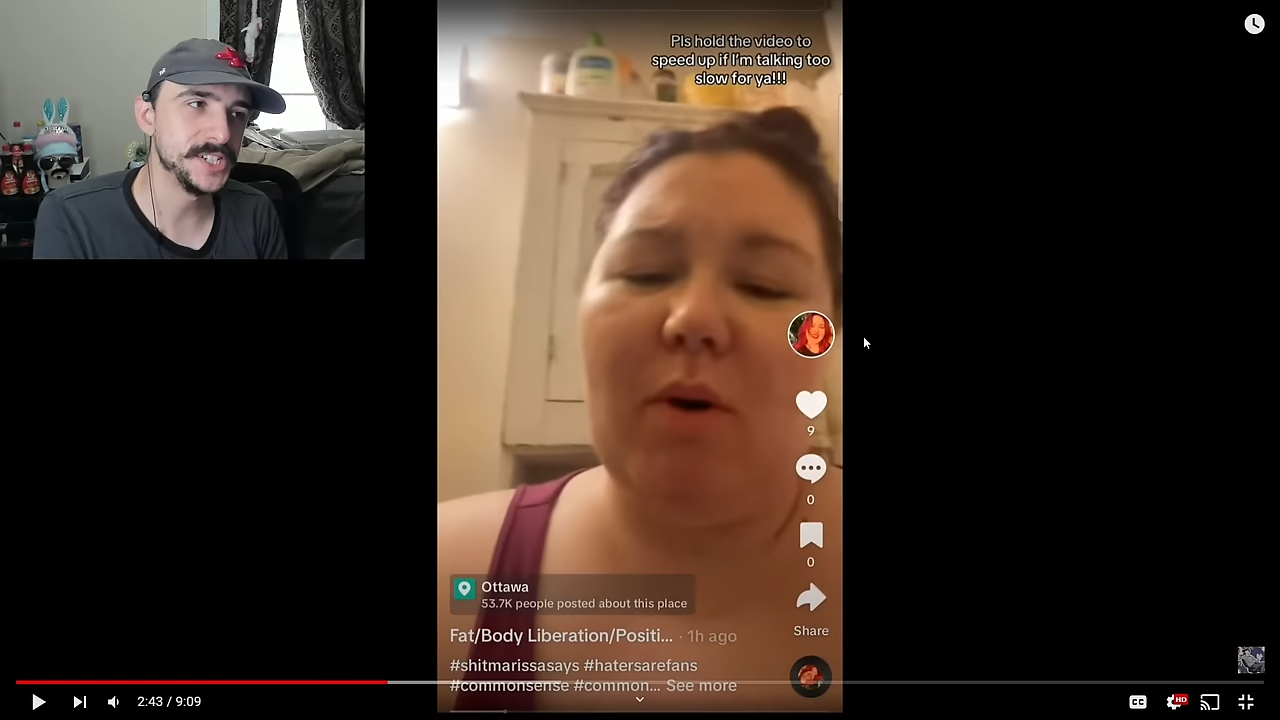 Pls hold the video to
speed up if I'm talking too
slow for ya!!!
9
0
0
Share
Ottawa
53.7K people posted about this place
Fat/Body Liberation/Positi... · 1h ago
#shitmarissasays #hatersarefans
#commonsense #common... See more
2:43 / 9:09
CC
HD